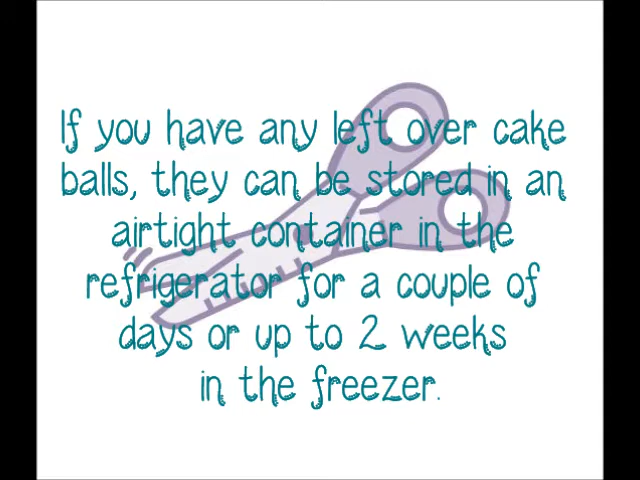 If you have any left over cake
balls, they can be stored in an
airtight container in the
refrigerator for a couple of
days or up to 2 weeks
in the freezer.